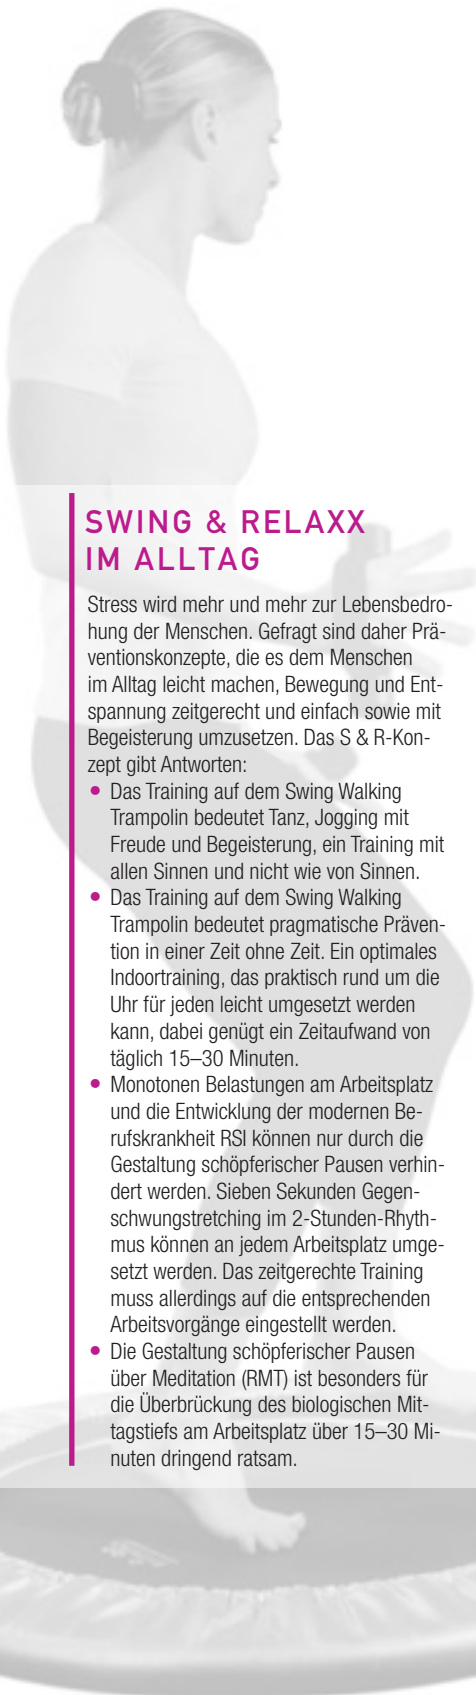 SWING & RELAXX
IM ALLTAG
Stress wird mehr und mehr zur Lebensbedro-
hung der Menschen. Gefragt sind daher Prä-
ventionskonzepte, die es dem Menschen
im Alltag leicht machen, Bewegung und Ent-
spannung zeitgerecht und einfach sowie mit
Begeisterung umzusetzen. Das S & R-Kon-
zept gibt Antworten:
• Das Training auf dem Swing Walking
Trampolin bedeutet Tanz, Jogging mit
Freude und Begeisterung, ein Training mit
allen Sinnen und nicht wie von Sinnen.
• Das Training auf dem Swing Walking
Trampolin bedeutet pragmatische Präven-
tion in einer Zeit ohne Zeit. Ein optimales
Indoortraining, das praktisch rund um die
Uhr für jeden leicht umgesetzt werden
kann, dabei genügt ein Zeitaufwand von
täglich 15–30 Minuten.
• Monotonen Belastungen am Arbeitsplatz
und die Entwicklung der modernen Be-
rufskrankheit RSI können nur durch die
Gestaltung schöpferischer Pausen verhin-
dert werden. Sieben Sekunden Gegen-
schwungstretching im 2-Stunden-Rhyth-
mus können an jedem Arbeitsplatz umge-
setzt werden. Das zeitgerechte Training
muss allerdings auf die entsprechenden
Arbeitsvorgänge eingestellt werden.
• Die Gestaltung schöpferischer Pausen
über Meditation (RMT) ist besonders für
die Überbrückung des biologischen Mit-
tagstiefs am Arbeitsplatz über 15–30 Mi-
nuten dringend ratsam.